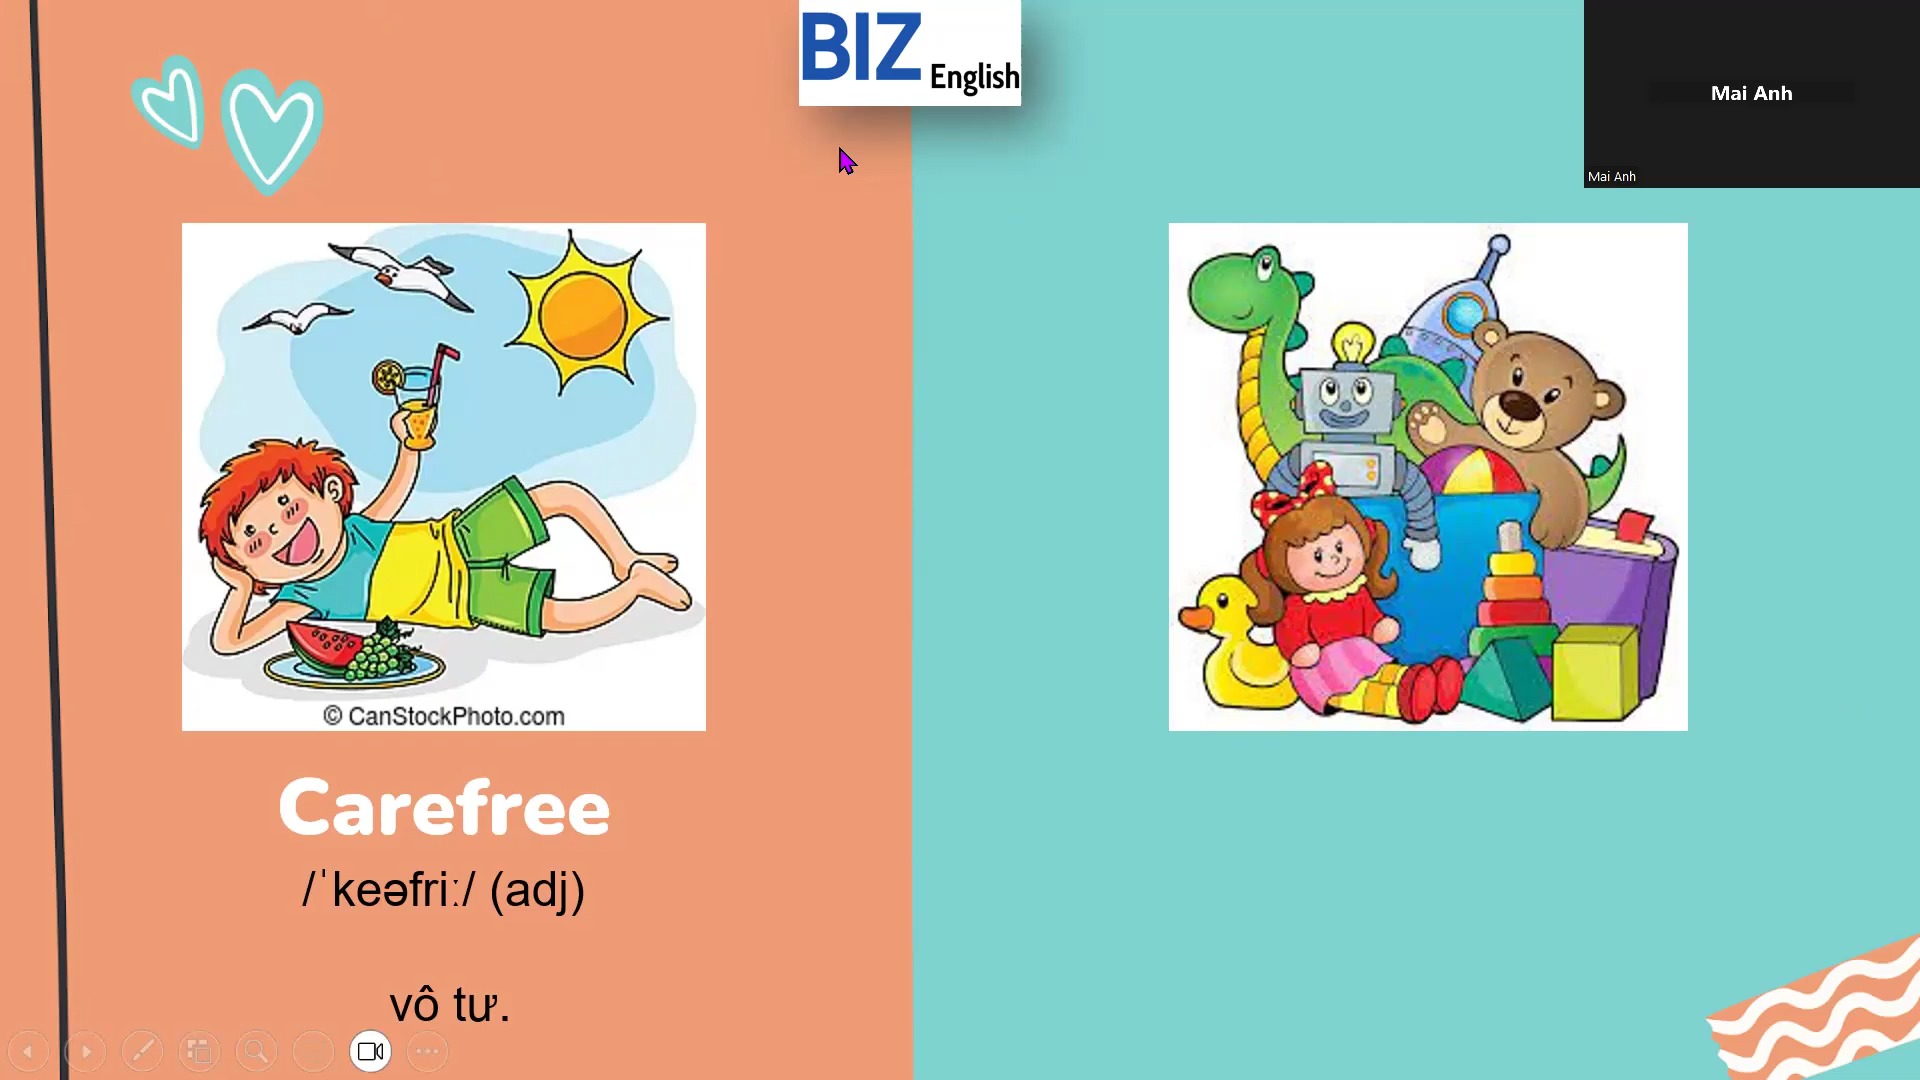 BIZ English
Mai Anh
Mai Anh
© CanStockPhoto.com
Carefree
/ˈkeəfriː/ (adj)
vô tư.